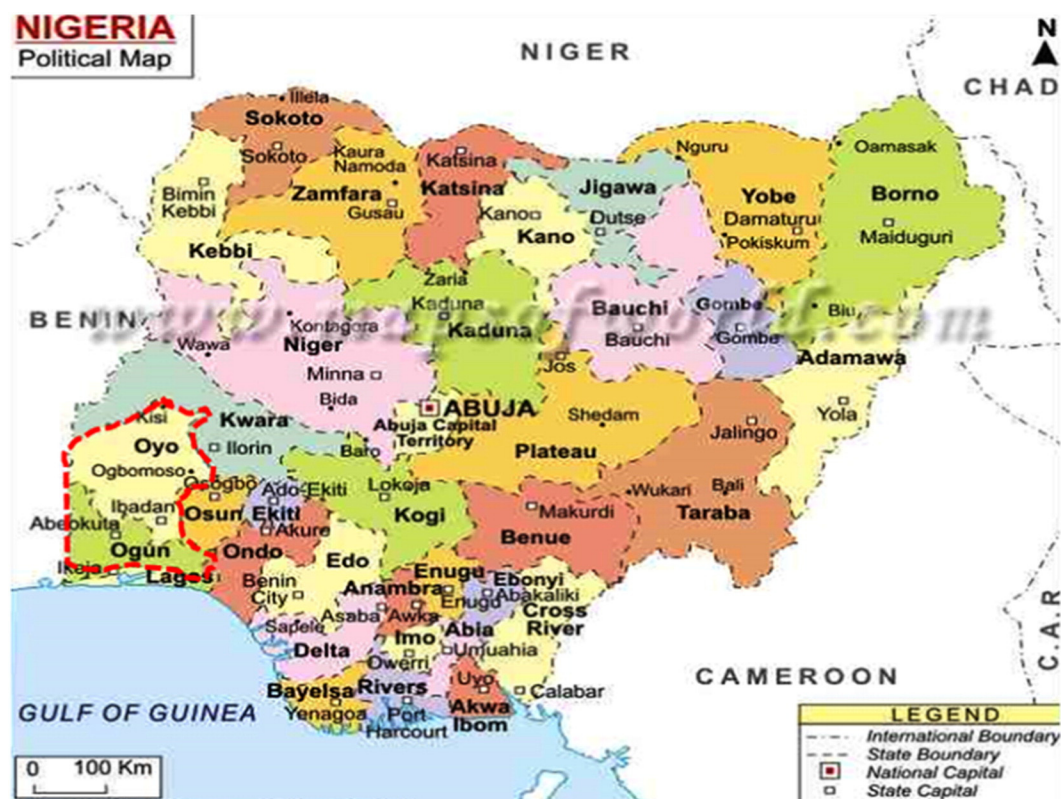 NIGERIA
Political Map
NIGER
N
CHAD
Illela
Sokoto
Sokoto
Kaura
Namoda
Katsina
Nguru
Oamasak
Bimin
Kebbi
Zamfara
Katsina
Jigawa
Yobe
Borno
Gusau
Kano
Dutse
Damaturu
Kano
Pokiskum
Maiduguri
Kebbi
Zaria
Kaduna
Bauchi
Gombe
Biu
www.mapsofworld.com
BENIN
Kontagora
Kaduna
Bauchi
Gombe
Wawa
Niger
Jos
Adamawa
Minna
Bida
ABUJA
Abuja Capital
Territory
Shedam
Yola
Kisi
Kwara
Jalingo
Oyo
Ilorin
Baro
Plateau
Ogbomoso
Osogbo
Ado-Ekiti
Lokoja
Wukari
Bali
Ibadan
Osun
Ekiti
Kogi
Makurdi
Taraba
Abeokuta
Akure
Benue
Ogun
Ondo
Edo
Ikeja
Lagos
Enugu
Ebonyi
Benin
City
Anambra
Enugu
Abakaliki
Asaba
Awka
Cross
River
Sapele
Imo
Abia
Delta
Owerri
Umuahia
Uyo
CAMEROON
C.A.R
Bayelsa
Rivers
Calabar
Yenagoa
Port
Harcourt
Akwa
Ibom
GULF OF GUINEA
0 100 Km
LEGEND
International Boundary
State Boundary
National Capital
State Capital